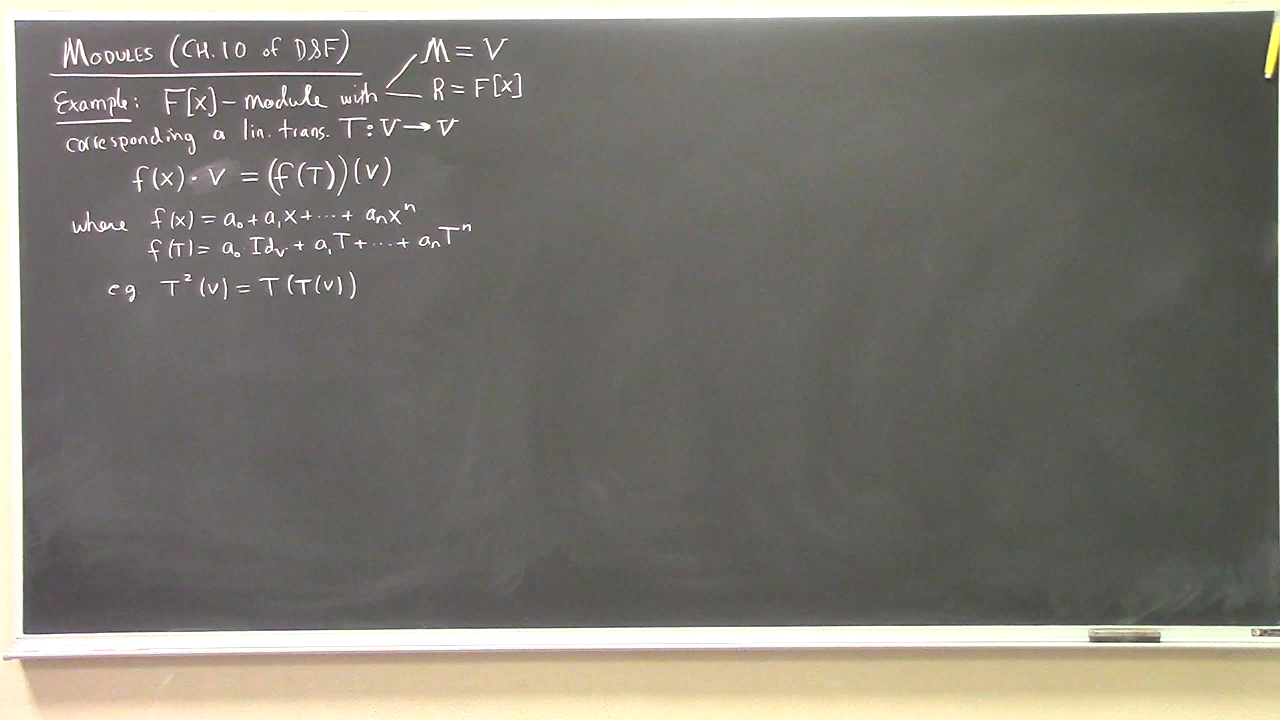 MODULES (CH.10 of D&F)
Example: F[x]-module with
M = V
R = F[x]
corresponding a lin. trans. T: V → V
f(x)·v = (f(T))(v)
where f(x) = a₀ + a₁x + ⋯ + aₙxⁿ
f(T) = a₀ Id_V + a₁T + ⋯ + aₙTⁿ
eg T²(v) = T(T(v))